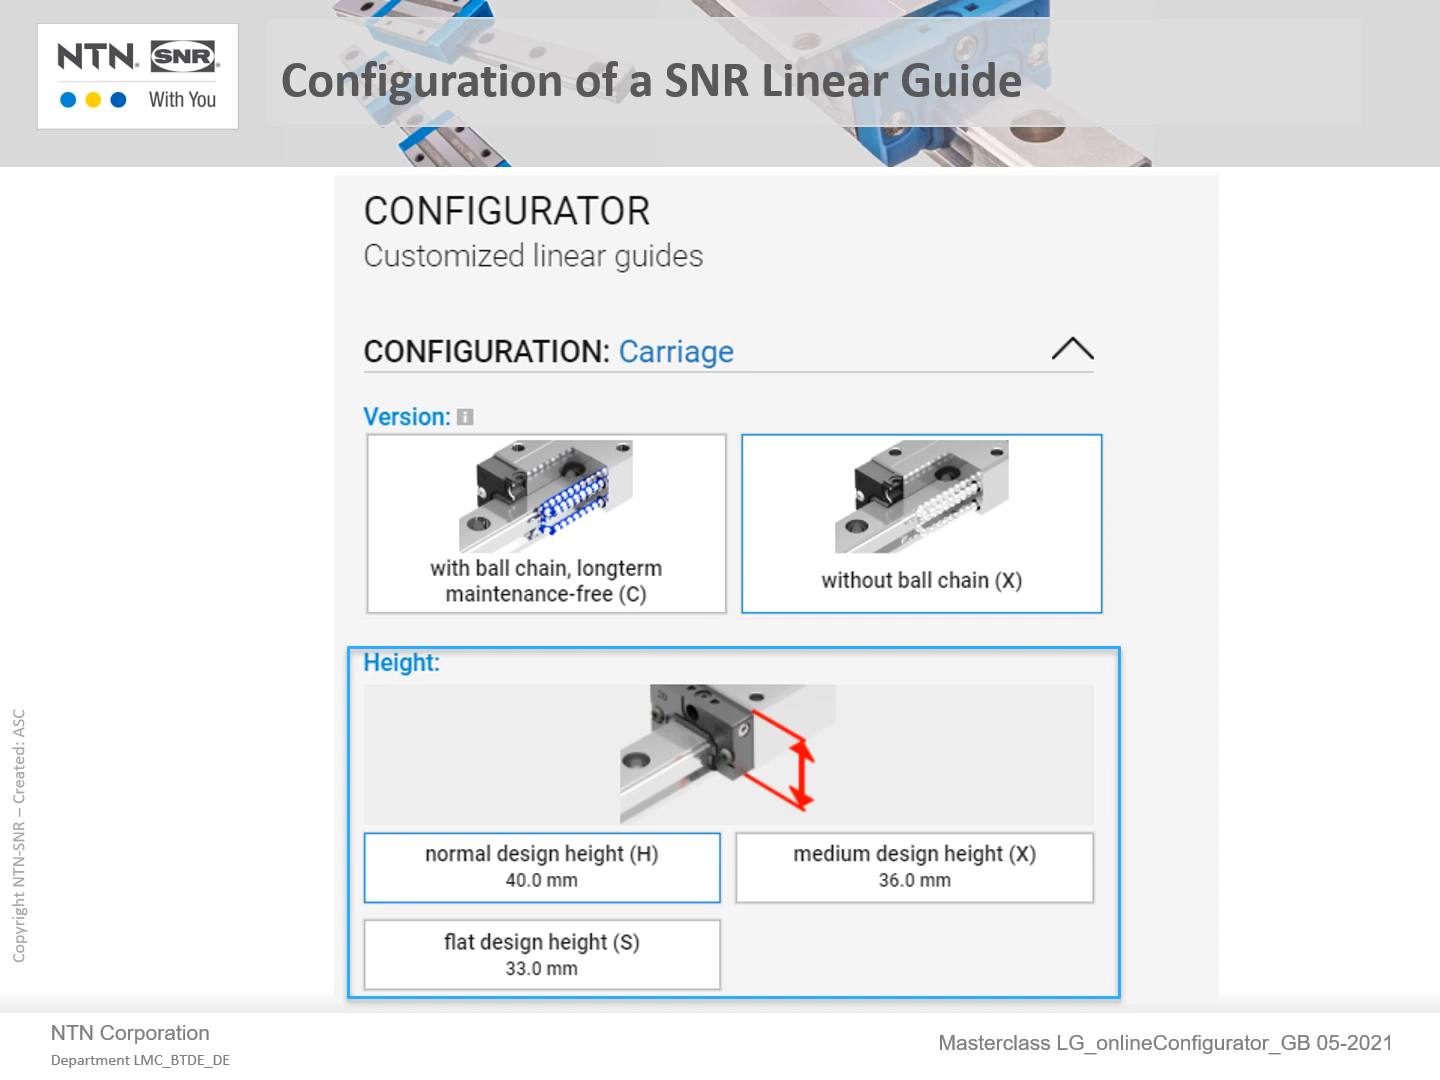 NTN. SNR.
With You
Configuration of a SNR Linear Guide
CONFIGURATOR
Customized linear guides
CONFIGURATION: Carriage
Version: i
with ball chain, longterm
maintenance-free (C)
without ball chain (X)
Height:
20
normal design height (H)
40.0 mm
medium design height (X)
36.0 mm
flat design height (S)
33.0 mm
Copyright NTN-SNR – Created: ASC
NTN Corporation
Department LMC_BTDE_DE
Masterclass LG_onlineConfigurator_GB 05-2021